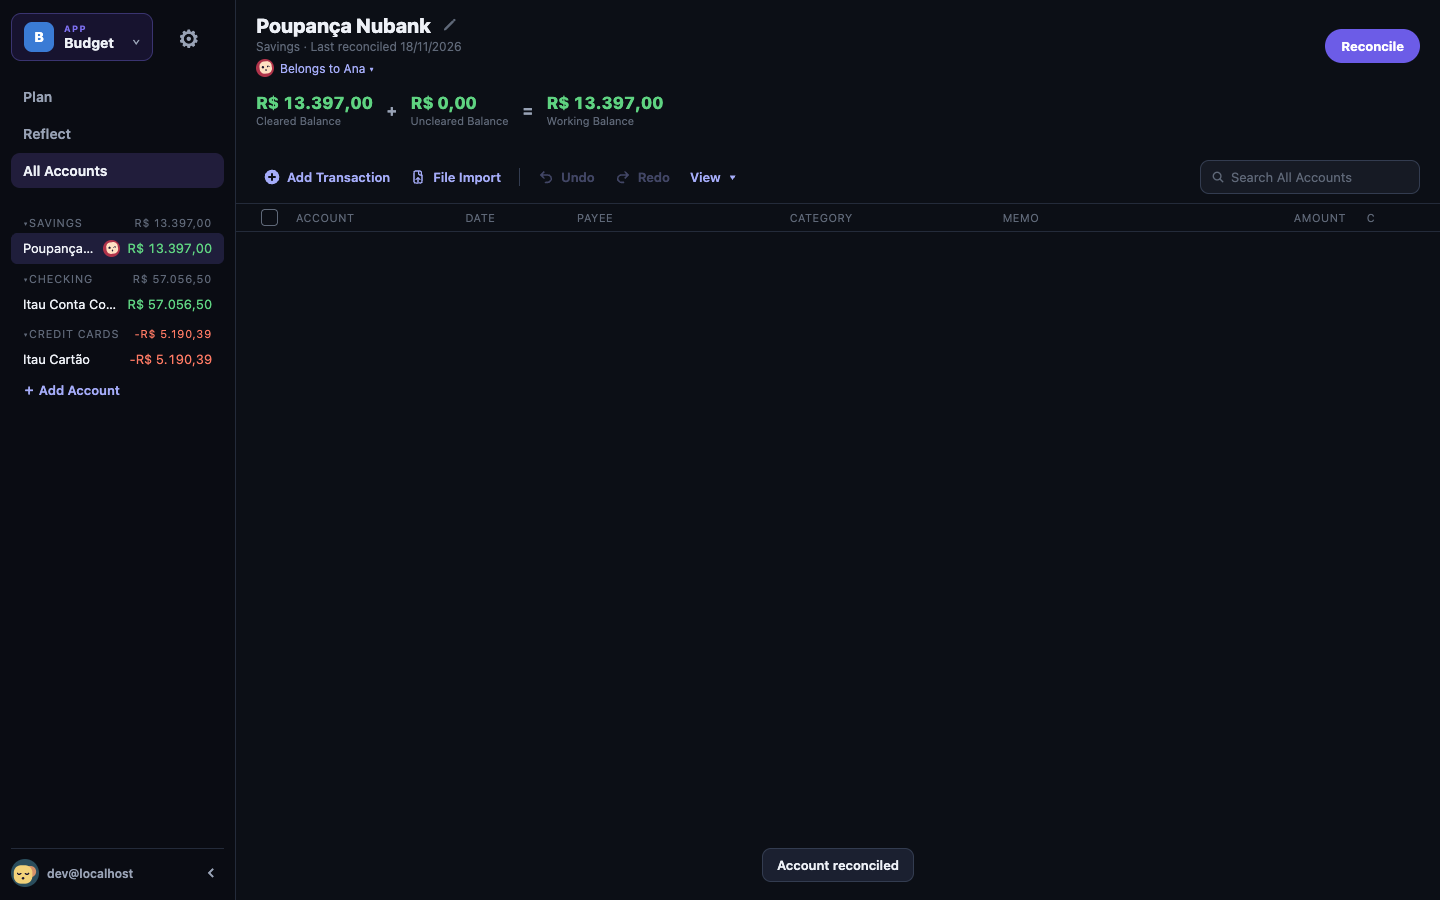 B
APP
Budget
Plan
Reflect
All Accounts
SAVINGS R$ 13.397,00
Poupança... R$ 13.397,00
CHECKING R$ 57.056,50
Itau Conta Co... R$ 57.056,50
CREDIT CARDS -R$ 5.190,39
Itau Cartão -R$ 5.190,39
+ Add Account
dev@localhost
Poupança Nubank
Savings · Last reconciled 18/11/2026
Belongs to Ana
Reconcile
R$ 13.397,00 + R$ 0,00 = R$ 13.397,00
Cleared Balance Uncleared Balance Working Balance
Add Transaction File Import Undo Redo View Search All Accounts
ACCOUNT DATE PAYEE CATEGORY MEMO AMOUNT C
Account reconciled